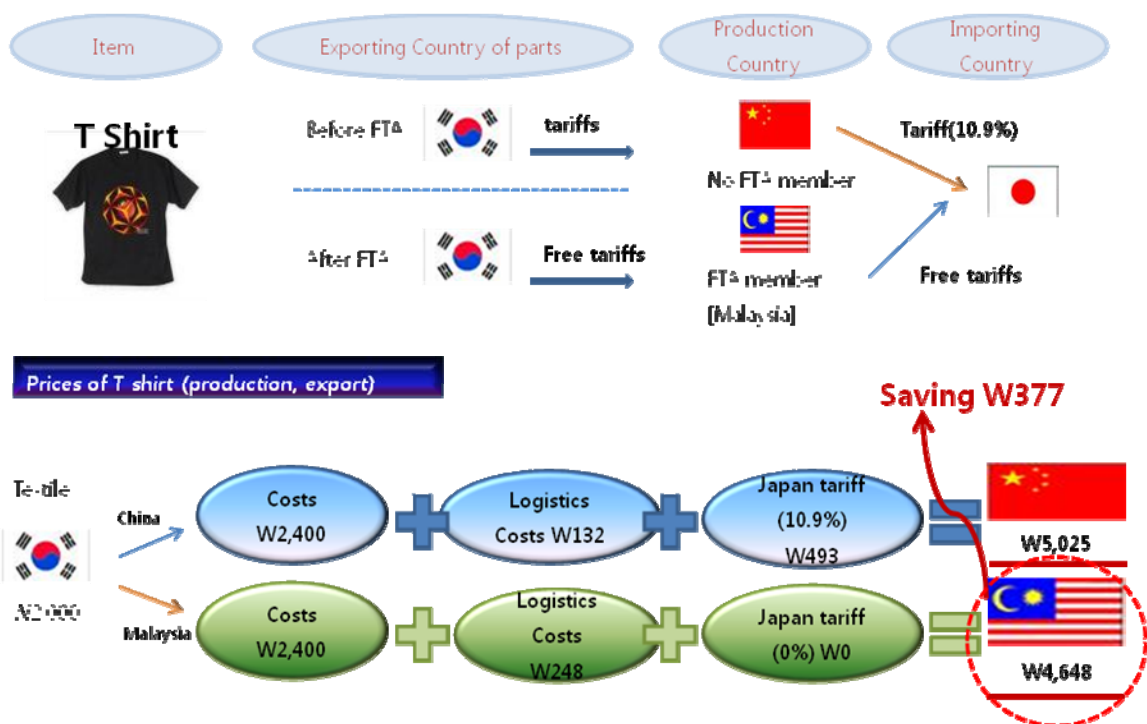 Item
Exporting Country of parts
Production
Country
Importing
Country
T Shirt
Before FTA
tariffs
Tariff(10.9%)
No FTA member
After FTA
Free tariffs
FTA member
[Malaysia]
Free tariffs
Prices of T shirt (production, export)
Saving W377
China
Costs
W2,400
Logistics
Costs W132
Japan tariff
(10.9%)
W493
W5,025
Malaysia
Costs
W2,400
Logistics
Costs
W248
Japan tariff
(0%) W0
W4,648